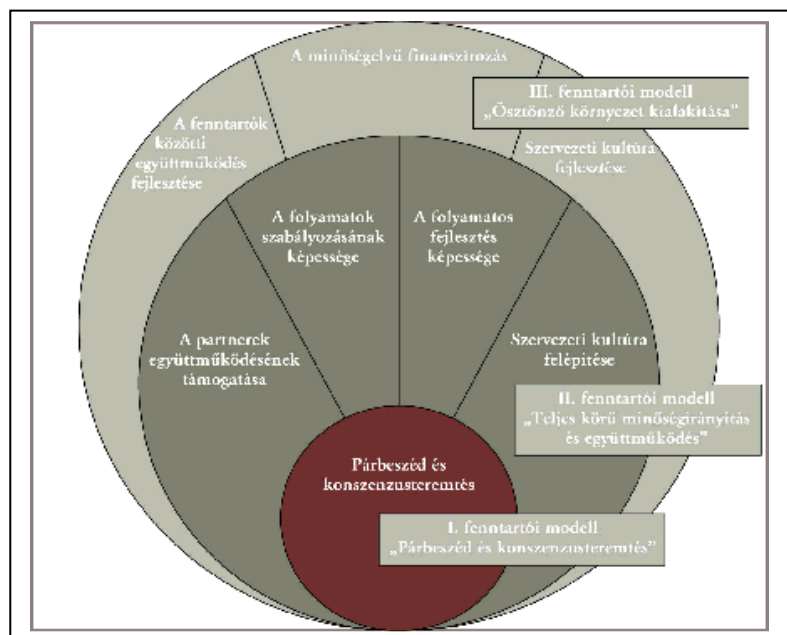 A minőségelvű finanszírozás
III. fenntartói modell
„Ösztönző környezet kialakítása”
A fenntartók
közötti
együttműködés
fejlesztése
Szervezeti kultúra
fejlesztése
A folyamatok
szabályozásának
képessége
A folyamatos
fejlesztés
képessége
A partnerek
együttműködésének
támogatása
Szervezeti kultúra
felépítése
II. fenntartói modell
„Teljes körű minőségirányítás
és együttműködés”
Párbeszéd és
konszenzusteremtés
I. fenntartói modell
„Párbeszéd és konszenzusteremtés”